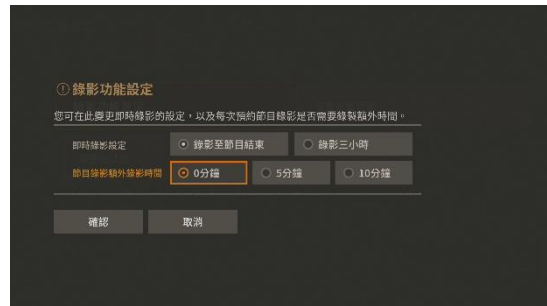 ① 錄影功能設定
您可在此變更即時錄影的設定，以及每次預約節目錄影是否需要錄製額外時間。
即時錄影設定 錄影至節目結束 錄影三小時
節目錄影額外錄影時間 0分鐘 5分鐘 10分鐘
確認 取消